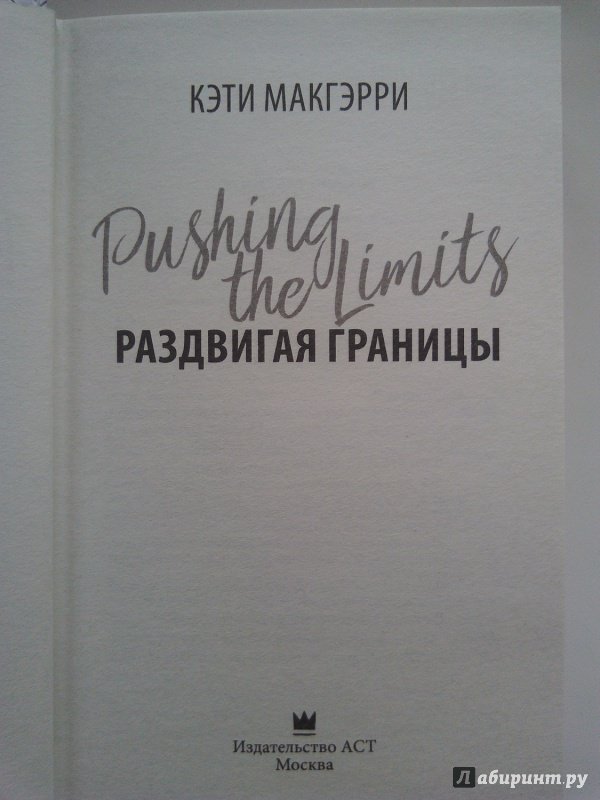 КЭТИ МАКГЭРРИ
Pushing
the Limits
РАЗДВИГАЯ ГРАНИЦЫ
Издательство АСТ
Москва
Лабиринт.ру